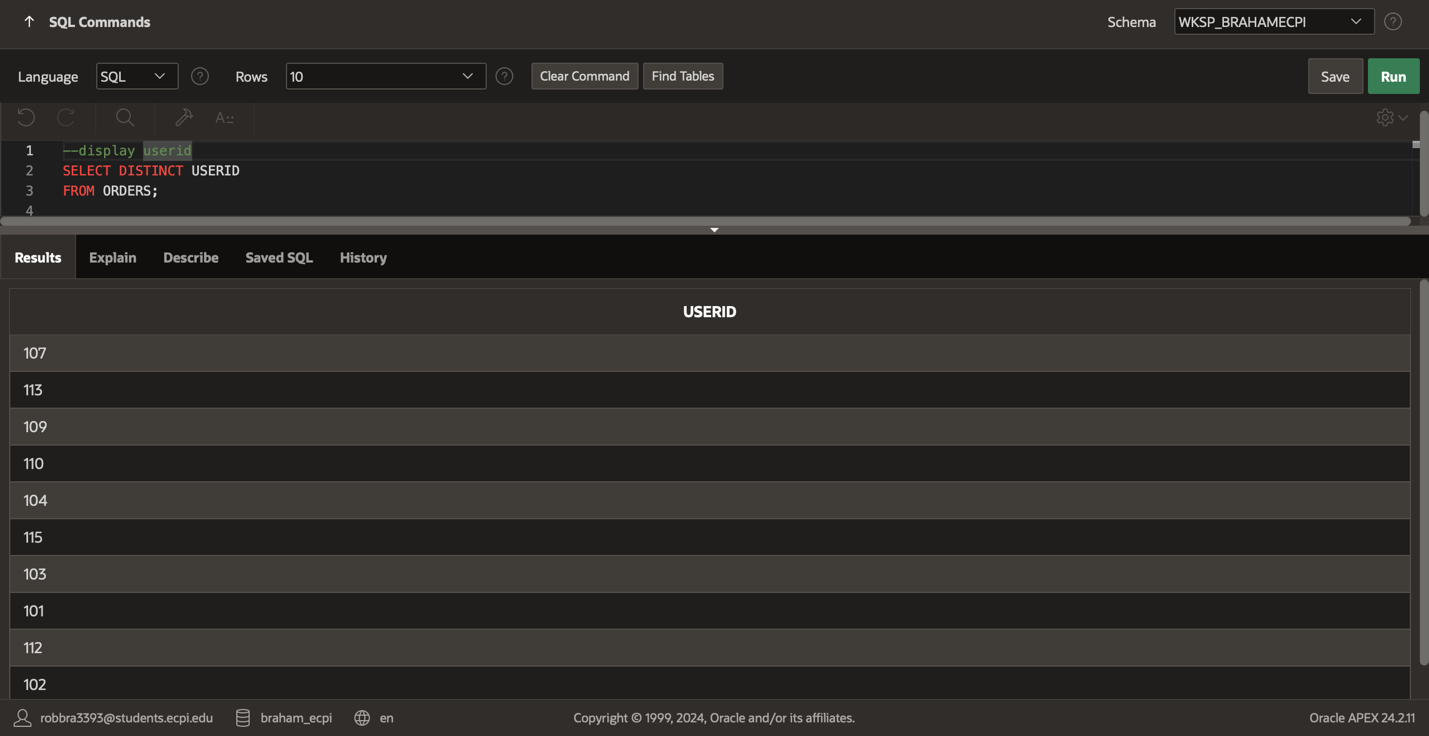 SQL Commands Schema WKSP_BRAHAMECPI ?
Language SQL ? Rows 10 ? Clear Command Find Tables Save Run
A::
1 --display userid
2 SELECT DISTINCT USERID
3 FROM ORDERS;
4
Results Explain Describe Saved SQL History
USERID
107
113
109
110
104
115
103
101
112
102
robbra3393@students.ecpi.edu braham_ecpi en Copyright © 1999, 2024, Oracle and/or its affiliates. Oracle APEX 24.2.11